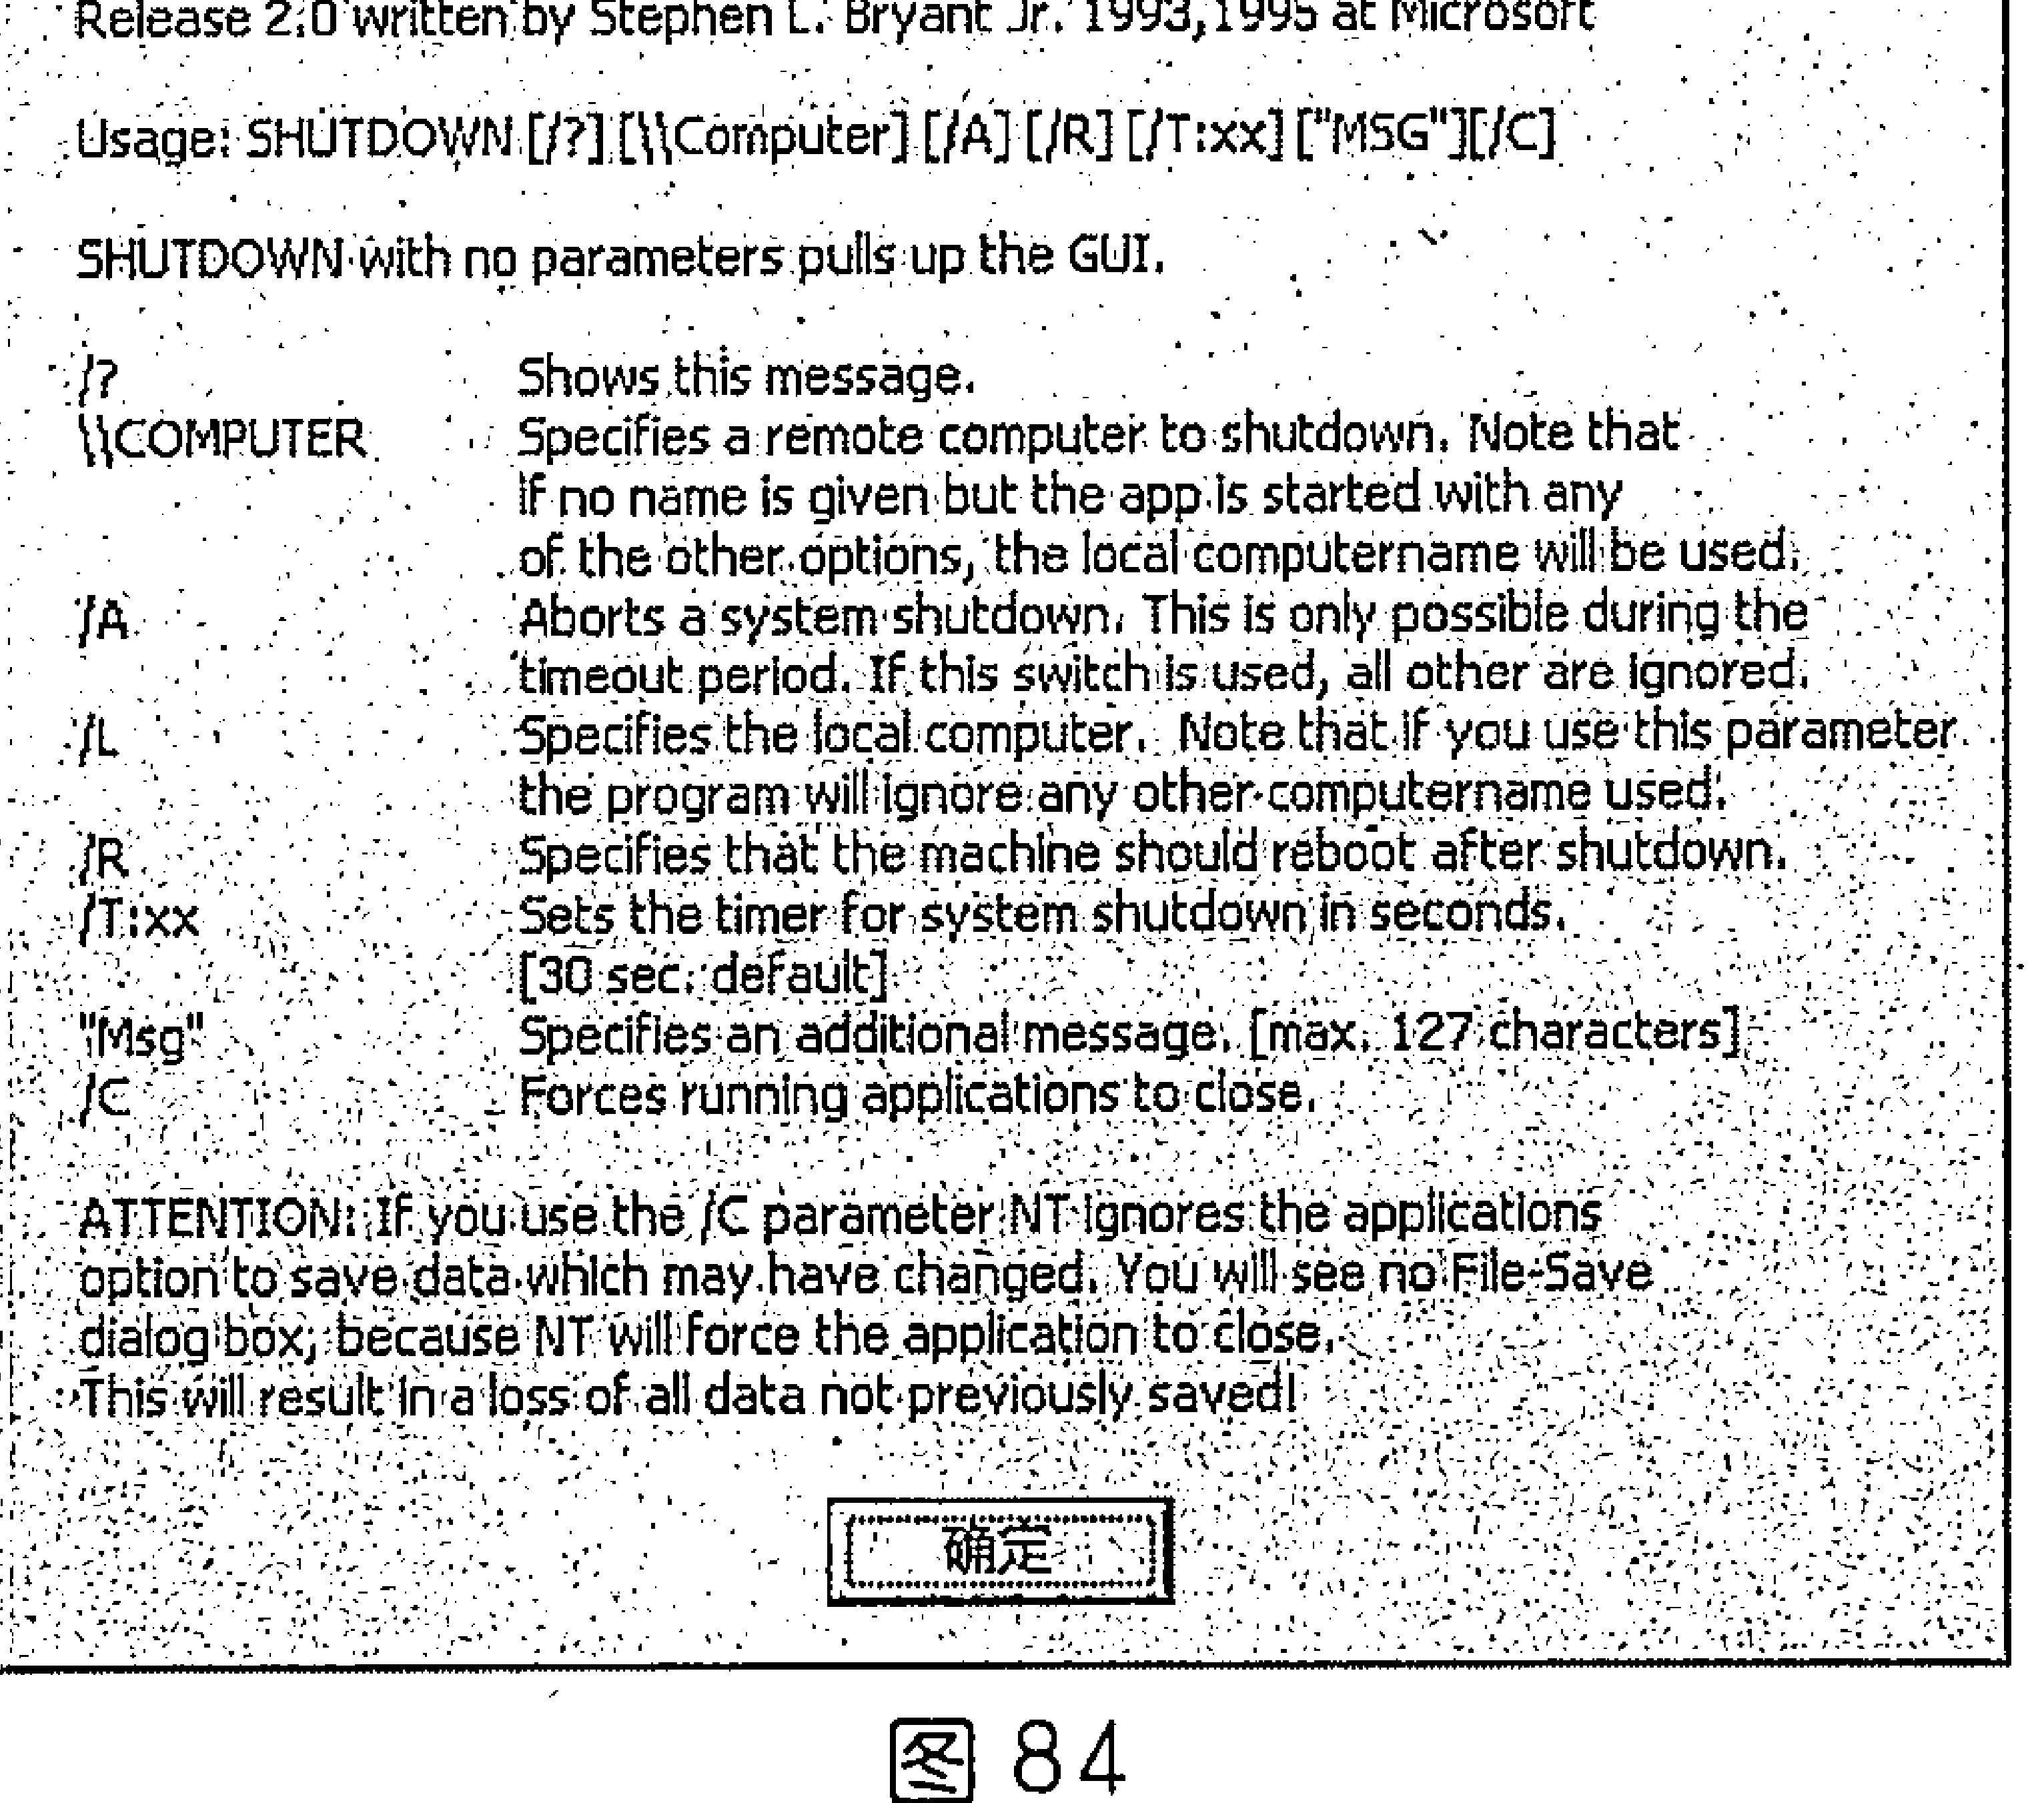 Release 2.0 written by Stephen L. Bryant Jr. 1993,1995 at Microsoft
Usage: SHUTDOWN [/?] [\\Computer] [/A] [/R] [/T:xx] ["MSG"][/C]
SHUTDOWN with no parameters pulls up the GUI.
/? Shows this message.
\\COMPUTER Specifies a remote computer to shutdown. Note that
if no name is given but the app is started with any
of the other options, the local computername will be used.
/A Aborts a system shutdown. This is only possible during the
timeout period. If this switch is used, all other are ignored.
/L Specifies the local computer. Note that if you use this parameter
the program will ignore any other computername used.
/R Specifies that the machine should reboot after shutdown.
/T:xx Sets the timer for system shutdown in seconds.
[30 sec. default]
"Msg" Specifies an additional message. [max. 127 characters]
/C Forces running applications to close.
ATTENTION: If you use the /C parameter NT ignores the applications
option to save data which may have changed. You will see no File-Save
dialog box, because NT will force the application to close.
This will result in a loss of all data not previously saved!
确定
图 84